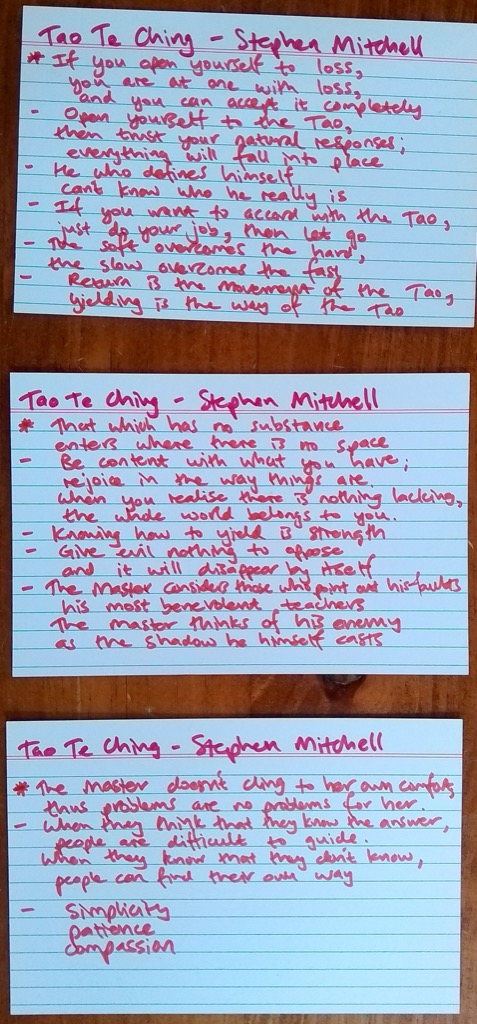 Tao Te Ching - Stephen Mitchell
* If you open yourself to loss,
you are at one with loss,
and you can accept it completely
- Open yourself to the Tao,
then trust your natural responses;
everything will fall into place
- He who defines himself
can't know who he really is
- If you want to accord with the Tao,
just do your job, then let go
- The soft overcomes the hard,
the slow overcomes the fast
- Return is the movement of the Tao,
yielding is the way of the Tao
Tao Te Ching - Stephen Mitchell
* That which has no substance
enters where there is no space
- Be content with what you have;
rejoice in the way things are.
When you realise there is nothing lacking,
the whole world belongs to you.
- Knowing how to yield is strength
- Give evil nothing to oppose
and it will disappear by itself
- The Master considers those who point out his faults
his most benevolent teachers
The master thinks of his enemy
as the shadow he himself casts
Tao Te Ching - Stephen Mitchell
* The Master doesn't cling to her own comfort,
thus problems are no problems for her.
- When they think that they know the answer,
people are difficult to guide.
When they know that they don't know,
people can find their own way
- Simplicity
patience
compassion